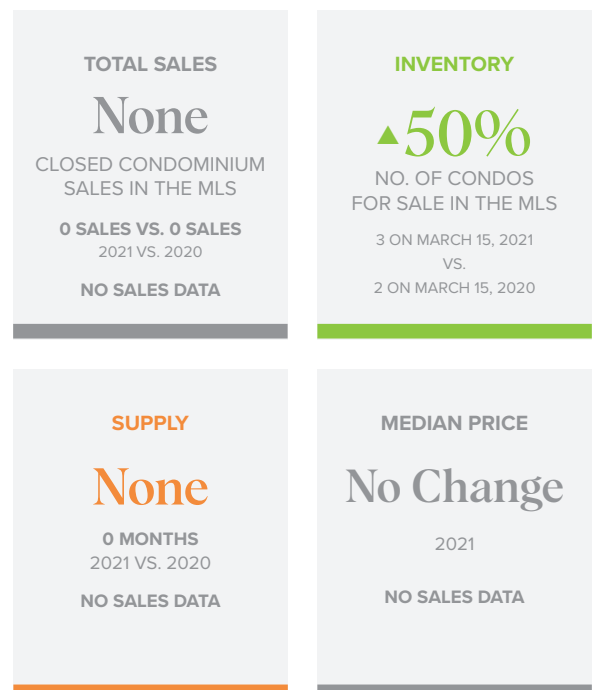 TOTAL SALES
None
CLOSED CONDOMINIUM
SALES IN THE MLS
0 SALES VS. 0 SALES
2021 VS. 2020
NO SALES DATA
INVENTORY
▲50%
NO. OF CONDOS
FOR SALE IN THE MLS
3 ON MARCH 15, 2021
VS.
2 ON MARCH 15, 2020
SUPPLY
None
0 MONTHS
2021 VS. 2020
NO SALES DATA
MEDIAN PRICE
No Change
2021
NO SALES DATA